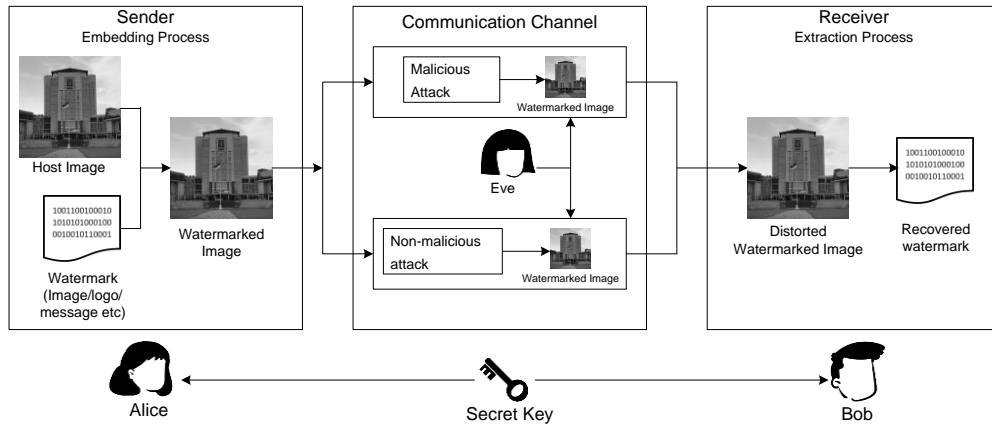 Sender
Embedding Process
Host Image
1001100100010
1010101000100
0010010110001
Watermark
(Image/logo/
message etc)
Watermarked
Image
Communication Channel
Malicious
Attack
Watermarked Image
Eve
Non-malicious
attack
Watermarked Image
Receiver
Extraction Process
Distorted
Watermarked Image
1001100100010
1010101000100
0010010110001
Recovered
watermark
Alice
Secret Key
Bob